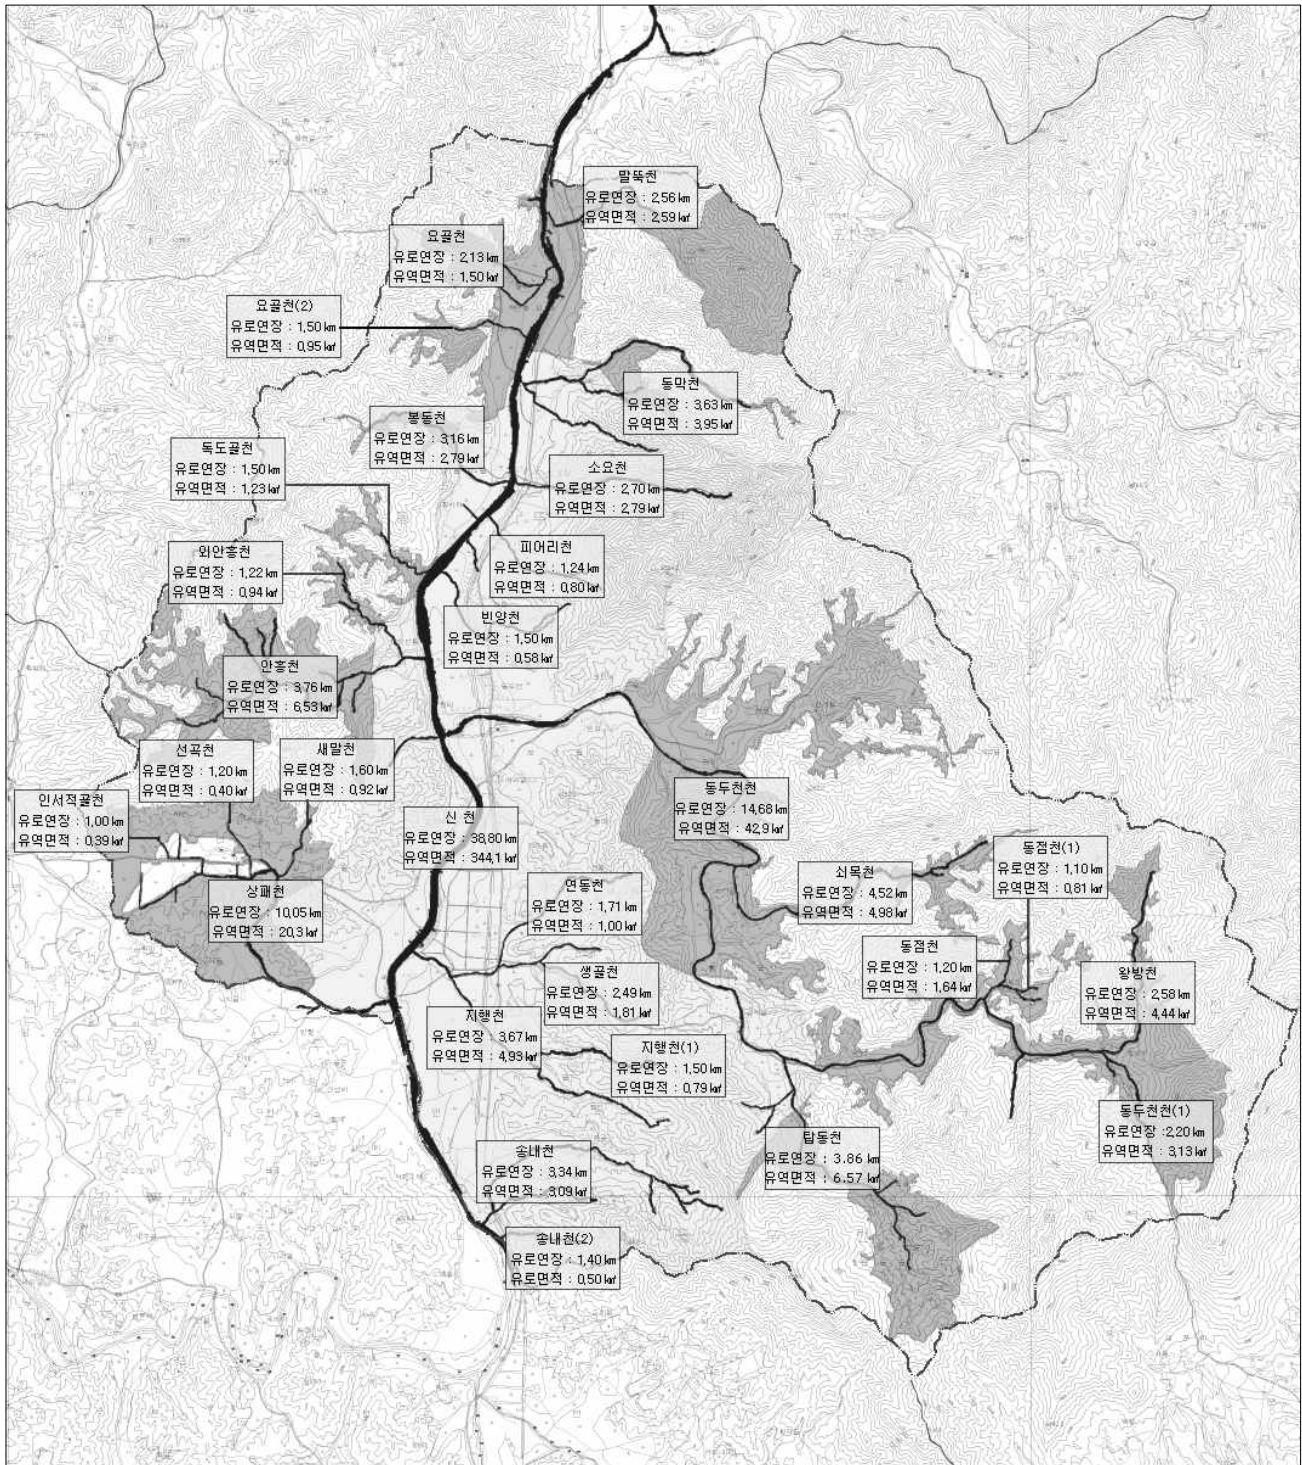 말뚝천
유로연장 : 2.56 km
유역면적 : 2.59 ㎢
요골천
유로연장 : 2.13 km
유역면적 : 1.50 ㎢
요골천(2)
유로연장 : 1.50 km
유역면적 : 0.95 ㎢
동막천
유로연장 : 3.63 km
유역면적 : 3.95 ㎢
봉동천
유로연장 : 3.16 km
유역면적 : 2.79 ㎢
독도골천
유로연장 : 1.50 km
유역면적 : 1.23 ㎢
소요천
유로연장 : 2.70 km
유역면적 : 2.79 ㎢
와안흥천
유로연장 : 1.22 km
유역면적 : 0.94 ㎢
피어리천
유로연장 : 1.24 km
유역면적 : 0.80 ㎢
빈양천
유로연장 : 1.50 km
유역면적 : 0.58 ㎢
안흥천
유로연장 : 3.76 km
유역면적 : 6.53 ㎢
선곡천
유로연장 : 1.20 km
유역면적 : 0.40 ㎢
새말천
유로연장 : 1.60 km
유역면적 : 0.92 ㎢
인서적골천
유로연장 : 1.00 km
유역면적 : 0.39 ㎢
신 천
유로연장 : 38.80 km
유역면적 : 344.1 ㎢
동두천천
유로연장 : 14.68 km
유역면적 : 42.9 ㎢
쇠목천
유로연장 : 4.52 km
유역면적 : 4.98 ㎢
동점천(1)
유로연장 : 1.10 km
유역면적 : 0.81 ㎢
상패천
유로연장 : 10.05 km
유역면적 : 20.3 ㎢
연동천
유로연장 : 1.71 km
유역면적 : 1.00 ㎢
동점천
유로연장 : 1.20 km
유역면적 : 1.64 ㎢
왕방천
유로연장 : 2.58 km
유역면적 : 4.44 ㎢
생골천
유로연장 : 2.49 km
유역면적 : 1.81 ㎢
지행천
유로연장 : 3.67 km
유역면적 : 4.93 ㎢
지행천(1)
유로연장 : 1.50 km
유역면적 : 0.79 ㎢
동두천천(1)
유로연장 : 2.20 km
유역면적 : 3.13 ㎢
탑동천
유로연장 : 3.86 km
유역면적 : 6.57 ㎢
송내천
유로연장 : 3.34 km
유역면적 : 3.09 ㎢
송내천(2)
유로연장 : 1.40 km
유로면적 : 0.50 ㎢